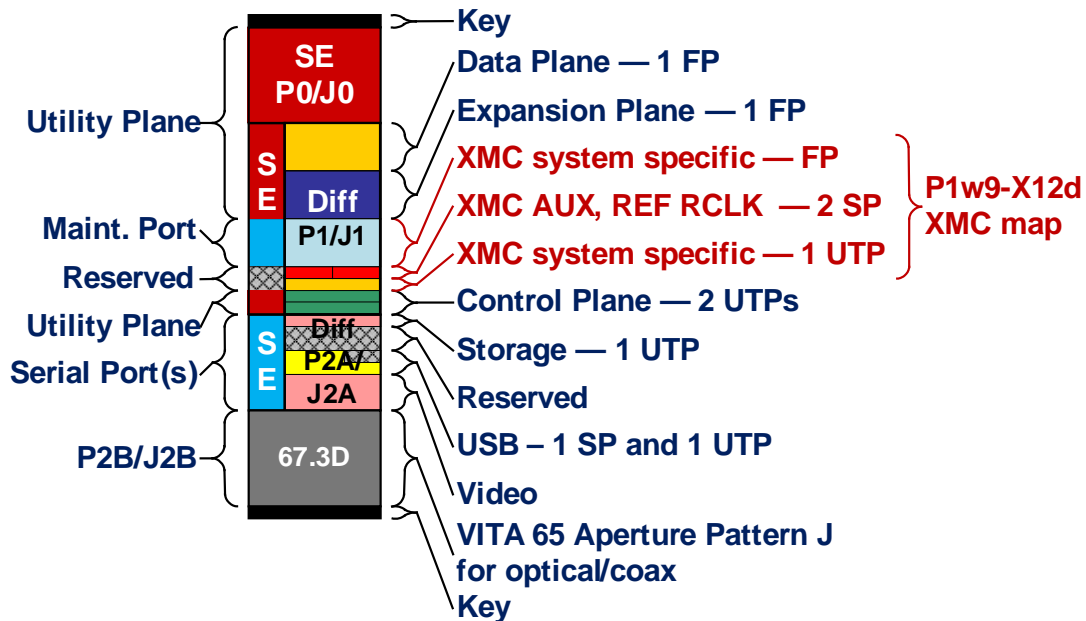 Key
SE
P0/J0
Data Plane — 1 FP
Utility Plane
Expansion Plane — 1 FP
S
E
XMC system specific — FP
Diff
P1/J1
XMC AUX, REF RCLK — 2 SP
P1w9-X12d
XMC map
Maint. Port
XMC system specific — 1 UTP
Reserved
Control Plane — 2 UTPs
Utility Plane
S
E
Diff
P2A/
J2A
Storage — 1 UTP
Serial Port(s)
Reserved
USB – 1 SP and 1 UTP
P2B/J2B
67.3D
Video
VITA 65 Aperture Pattern J
for optical/coax
Key